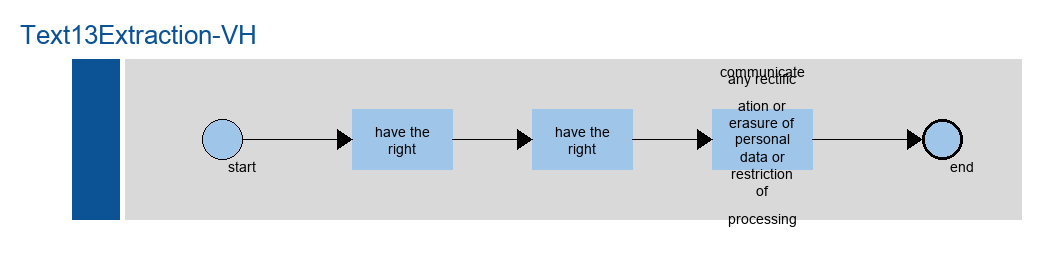 Text13Extraction-VH
start
have the
right
have the
right
communicate
any rectific
ation or
erasure of
personal
data or
restriction
of
processing
end